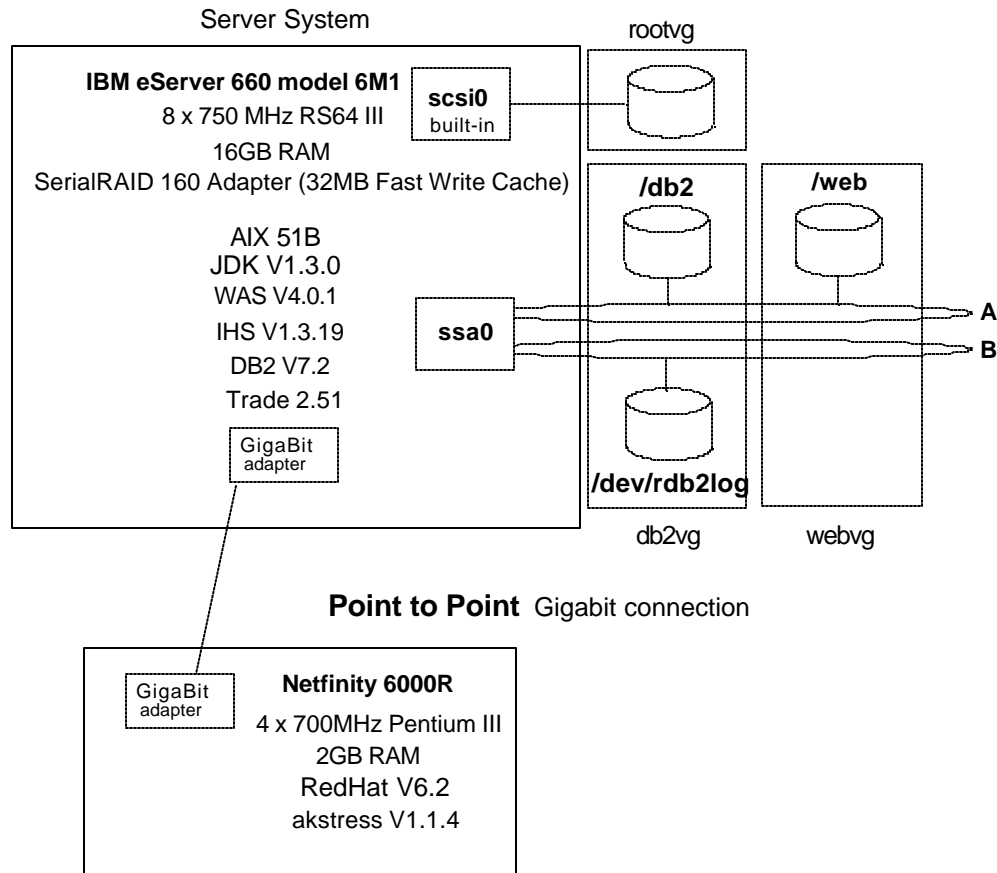 Server System
rootvg
IBM eServer 660 model 6M1
8 x 750 MHz RS64 III
16GB RAM
SerialRAID 160 Adapter (32MB Fast Write Cache)
scsi0
built-in
AIX 51B
JDK V1.3.0
WAS V4.0.1
IHS V1.3.19
DB2 V7.2
Trade 2.51
ssa0
/db2
/web
A
B
/dev/rdb2log
GigaBit
adapter
db2vg
webvg
Point to Point Gigabit connection
GigaBit
adapter
Netfinity 6000R
4 x 700MHz Pentium III
2GB RAM
RedHat V6.2
akstress V1.1.4